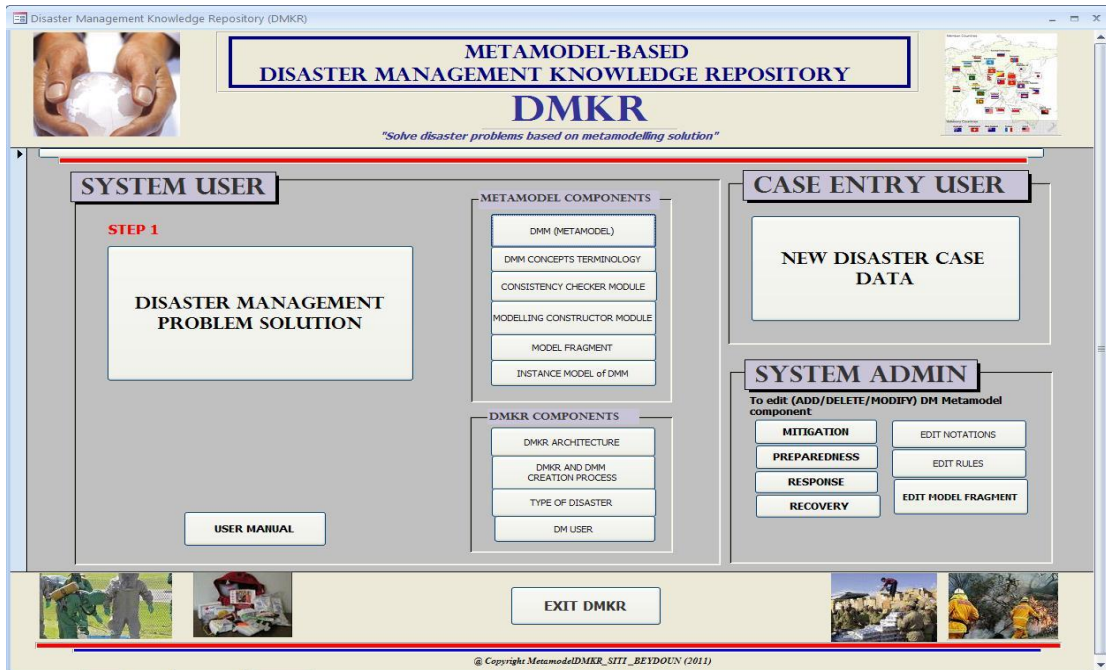 Disaster Management Knowledge Repository (DMKR)
METAMODEL-BASED
DISASTER MANAGEMENT KNOWLEDGE REPOSITORY
DMKR
"Solve disaster problems based on metamodelling solution"
SYSTEM USER
STEP 1
DISASTER MANAGEMENT
PROBLEM SOLUTION
USER MANUAL
METAMODEL COMPONENTS
DMM (METAMODEL)
DMM CONCEPTS TERMINOLOGY
CONSISTENCY CHECKER MODULE
MODELLING CONSTRUCTOR MODULE
MODEL FRAGMENT
INSTANCE MODEL of DMM
DMKR COMPONENTS
DMKR ARCHITECTURE
DMKR AND DMM
CREATION PROCESS
TYPE OF DISASTER
DM USER
CASE ENTRY USER
NEW DISASTER CASE
DATA
SYSTEM ADMIN
To edit (ADD/DELETE/MODIFY) DM Metamodel
component
MITIGATION
PREPAREDNESS
RESPONSE
RECOVERY
EDIT NOTATIONS
EDIT RULES
EDIT MODEL FRAGMENT
EXIT DMKR
@ Copyright MetamodelDMKR_SITI_BEYDOUN (2011)